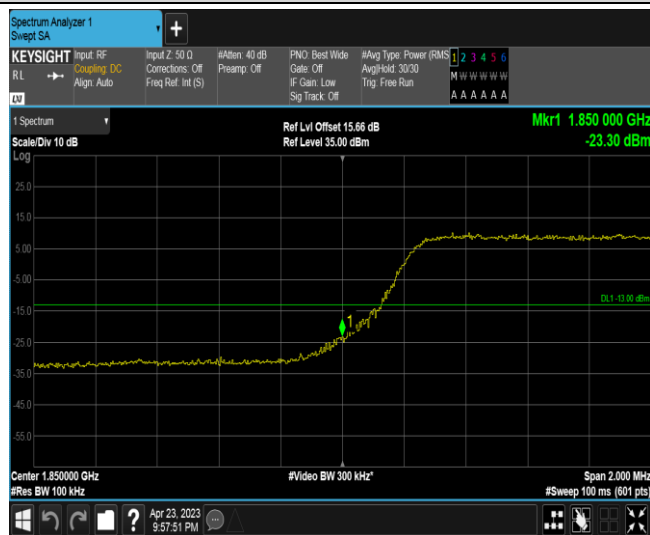 Spectrum Analyzer 1
Swept SA
+
KEYSIGHT
RL
LXI
Input: RF
Coupling: DC
Align: Auto
Input Z: 50 Ω
Corrections: Off
Freq Ref: Int (S)
#Atten: 40 dB
Preamp: Off
PNO: Best Wide
Gate: Off
IF Gain: Low
Sig Track: Off
#Avg Type: Power (RMS
Avg|Hold: 30/30
Trig: Free Run
1 2 3 4 5 6
M W W W W W
A A A A A A
1 Spectrum
Scale/Div 10 dB
Ref Lvl Offset 15.66 dB
Ref Level 35.00 dBm
Mkr1 1.850 000 GHz
-23.30 dBm
Log
25.0
15.0
5.00
-5.00
DL1 -13.00 dBm
-15.0
1
-25.0
-35.0
-45.0
-55.0
Center 1.850000 GHz
#Video BW 300 kHz*
Span 2.000 MHz
#Res BW 100 kHz
#Sweep 100 ms (601 pts)
?
Apr 23, 2023
9:57:51 PM